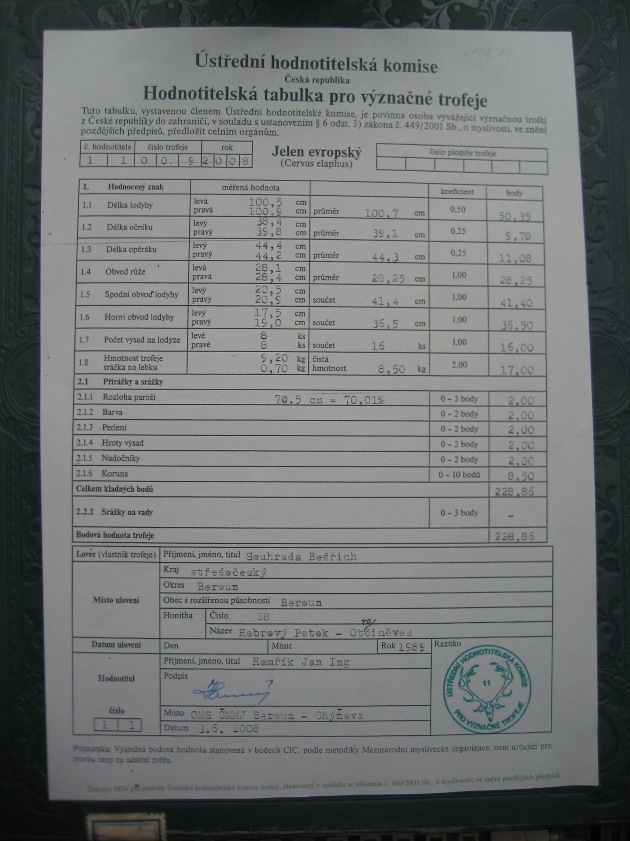 Ústřední hodnotitelská komise
Česká republika
Hodnotitelská tabulka pro význačné trofeje
Tuto tabulku, vystavenou členem Ústřední hodnotitelské komise, je povinna osoba vyvážející význačnou trofej
z České republiky do zahraničí, v souladu s ustanovením § 6 odst. 3) zákona č. 449/2001 Sb., o myslivosti, ve znění
pozdějších předpisů, předložit celním orgánům.
č. hodnotitele číslo trofeje rok
1 1 0 0. 9 2 0 0 8
Jelen evropský
(Cervus elaphus)
číslo plomby trofeje
1. Hodnocený znak měřená hodnota koeficient body
1.1 Délka lodyhy levá 100,5 cm
pravá 100,9 cm průměr 100,7 cm 0,50 50,35
1.2 Délka očníku levý 38,4 cm
pravý 39,8 cm průměr 39,1 cm 0,25 9,78
1.3 Délka opěráku levý 44,4 cm
pravý 44,2 cm průměr 44,3 cm 0,25 11,08
1.4 Obvod růže levá 28,1 cm
pravá 28,4 cm průměr 28,25 cm 1,00 28,25
1.5 Spodní obvod lodyhy levý 20,5 cm
pravý 20,9 cm součet 41,4 cm 1,00 41,40
1.6 Horní obvod lodyhy levý 17,5 cm
pravý 19,0 cm součet 36,5 cm 1,00 36,50
1.7 Počet výsad na lodyze levé 8 ks
pravé 8 ks součet 16 ks 1,00 16,00
1.8 Hmotnost trofeje 9,20 kg čistá
srážka na lebku 0,70 kg hmotnost 8,50 kg 2,00 17,00
2.1 Přirážky a srážky
2.1.1 Rozloha paroží 70.5 cm = 70,01% 0 – 3 body 2,00
2.1.2 Barva 0 – 2 body 2,00
2.1.3 Perlení 0 – 2 body 2,00
2.1.4 Hroty výsad 0 – 2 body 2,00
2.1.5 Nadočníky 0 – 2 body 2,00
2.1.6 Koruna 0 – 10 bodů 8,50
Celkem kladných bodů 228,86
2.2.1 Srážky na vady 0 – 3 body –
Bodová hodnota trofeje 228,86
Lovec (vlastník trofeje) Příjmení, jméno, titul Souhrada Bedřich
Místo ulovení
Kraj středočeský
Okres Beroun
Obec s rozšířenou působností Beroun
Honitba Číslo 28
Název Habrový Potok – Otmíněves
Datum ulovení Den Měsíc Rok 1985 Razítko
Hodnotitel
Příjmení, jméno, titul Hamřík Jan Ing
Podpis
číslo
1 1
Místo OMS ČMMJ Beroun – Chýňava
Datum 3.6. 2008
ÚSTŘEDNÍ HODNOTITELSKÁ KOMISE
11
PRO VÝZNAČNÉ TROFEJE
Poznámka: Výsledná bodová hodnota stanovená v bodech CIC, podle metodiky Mezinárodní myslivecké organizace, není určující pro
tvorbu ceny za odstřel zvěře.